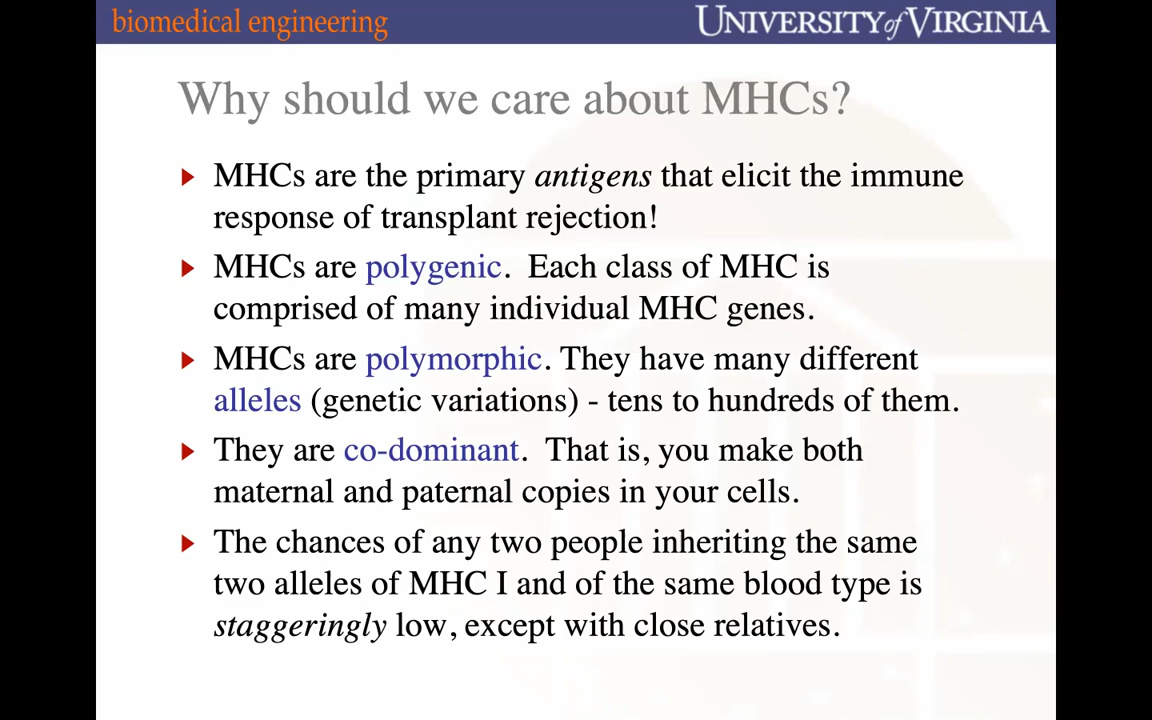 biomedical engineering
UNIVERSITY of VIRGINIA
Why should we care about MHCs?
MHCs are the primary antigens that elicit the immune
response of transplant rejection!
MHCs are polygenic. Each class of MHC is
comprised of many individual MHC genes.
MHCs are polymorphic. They have many different
alleles (genetic variations) - tens to hundreds of them.
They are co-dominant. That is, you make both
maternal and paternal copies in your cells.
The chances of any two people inheriting the same
two alleles of MHC I and of the same blood type is
staggeringly low, except with close relatives.